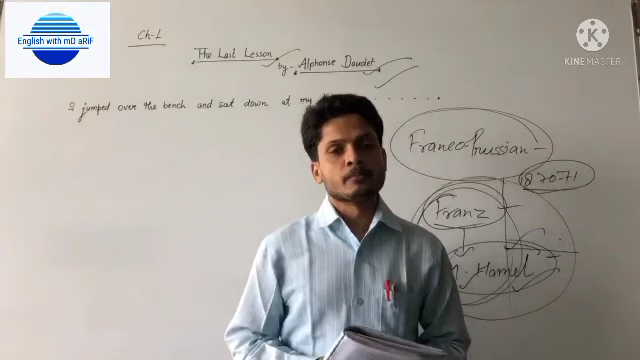 English with mD aRiF
KINEMASTER
Ch-1
The Last Lesson
by:- Alphonse Daudet
I jumped over the bench and sat down at my
Franco-Prussian
1870-71
Franz
M. Hamel